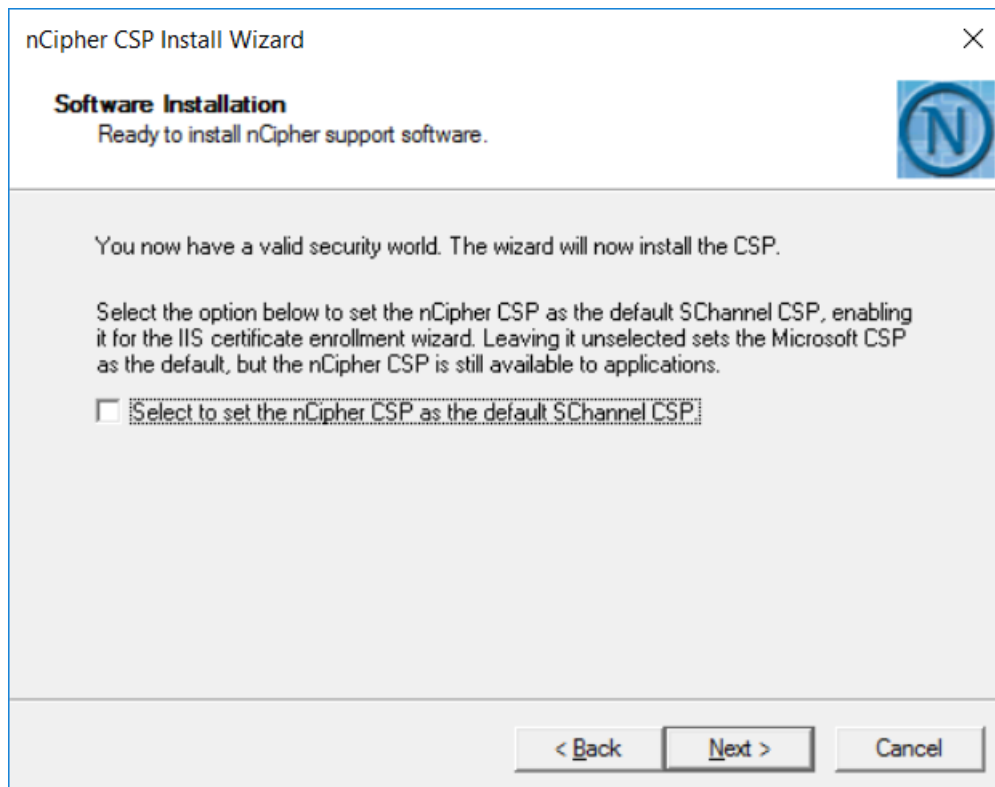 nCipher CSP Install Wizard
Software Installation
Ready to install nCipher support software.
N
You now have a valid security world. The wizard will now install the CSP.
Select the option below to set the nCipher CSP as the default SChannel CSP, enabling
it for the IIS certificate enrollment wizard. Leaving it unselected sets the Microsoft CSP
as the default, but the nCipher CSP is still available to applications.
Select to set the nCipher CSP as the default SChannel CSP.
< Back
Next >
Cancel